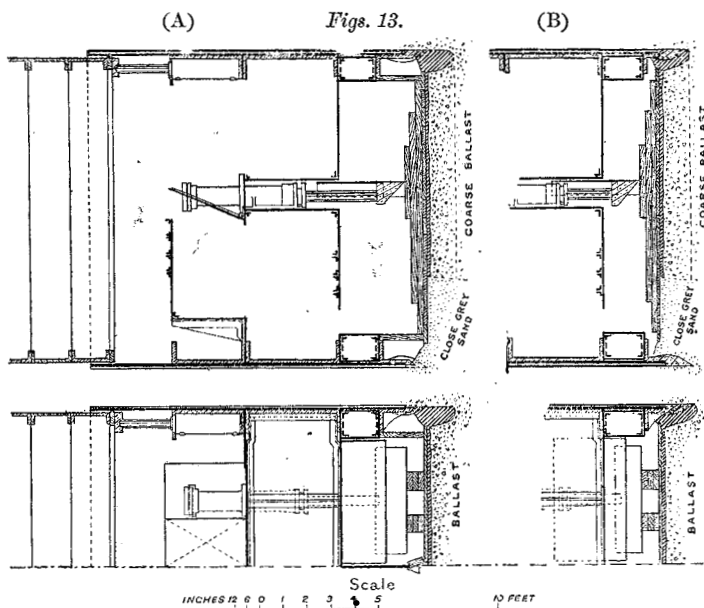 (A) Figs. 13. (B)
COARSE BALLAST
CLOSE GREY
SAND
COARSE BALLAST
CLOSE GREY
SAND
BALLAST
BALLAST
Scale
INCHES 12 6 0 1 2 3 4 5 10 FEET